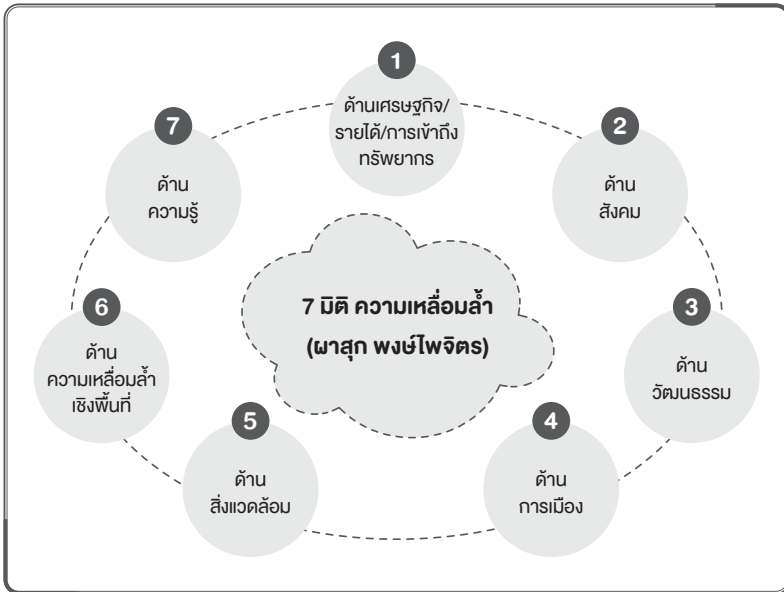 1
ด้านเศรษฐกิจ/
รายได้/การเข้าถึง
ทรัพยากร
2
ด้าน
สังคม
3
ด้าน
วัฒนธรรม
4
ด้าน
การเมือง
5
ด้าน
สิ่งแวดล้อม
6
ด้าน
ความเหลื่อมล้ำ
เชิงพื้นที่
7
ด้าน
ความรู้
7 มิติ ความเหลื่อมล้ำ
(ผาสุก พงษ์ไพจิตร)